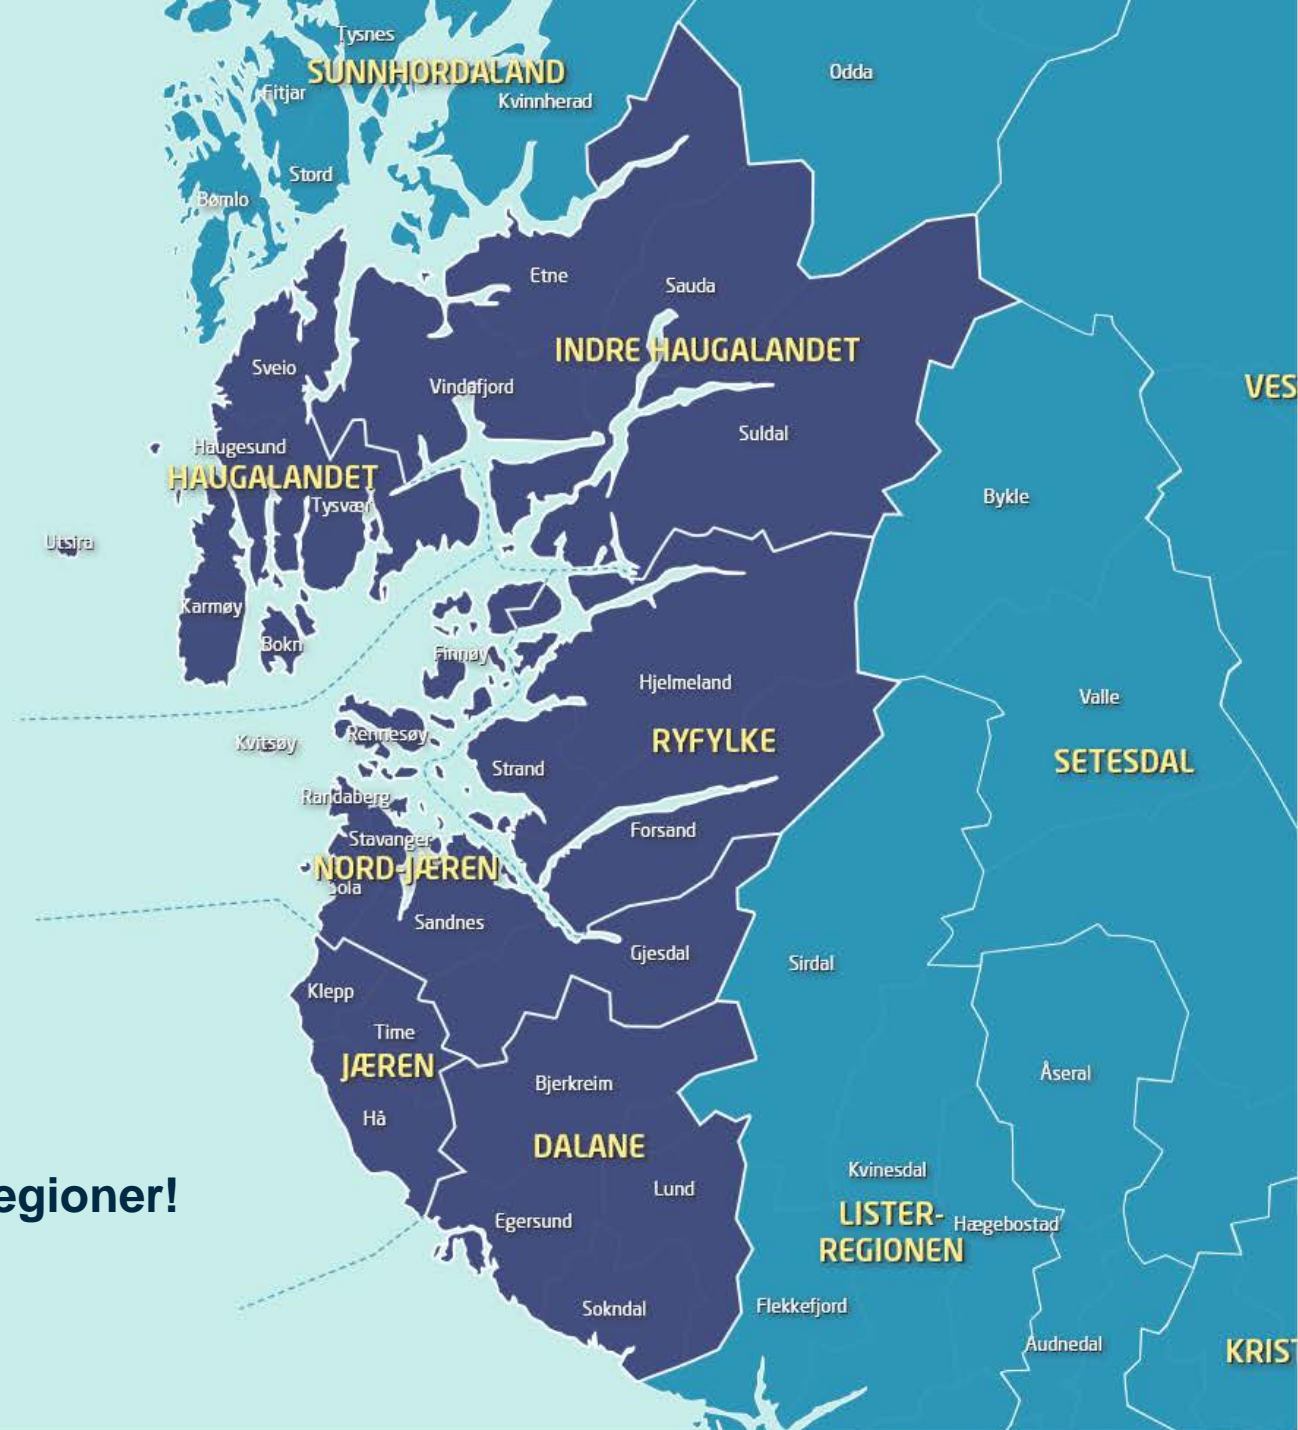 Tysnes
SUNNHORDALAND
Odda
Fitjar
Kvinnherad
Stord
Bømlo
Etne
Sauda
INDRE HAUGALANDET
Sveio
VES
Vindafjord
Suldal
Haugesund
HAUGALANDET
Tysvær
Bykle
Utsira
Karmøy
Bokn
Finnøy
Hjelmeland
Valle
Kvitsøy
Rennesøy
RYFYLKE
SETESDAL
Strand
Randaberg
Stavanger
Forsand
NORD-JÆREN
Sola
Sandnes
Gjesdal
Sirdal
Klepp
Time
JÆREN
Bjerkreim
Åseral
Hå
DALANE
Kvinesdal
Lund
egioner!
LISTER-
REGIONEN
Hægebostad
Egersund
Sokndal
Flekkefjord
Audnedal
KRIST